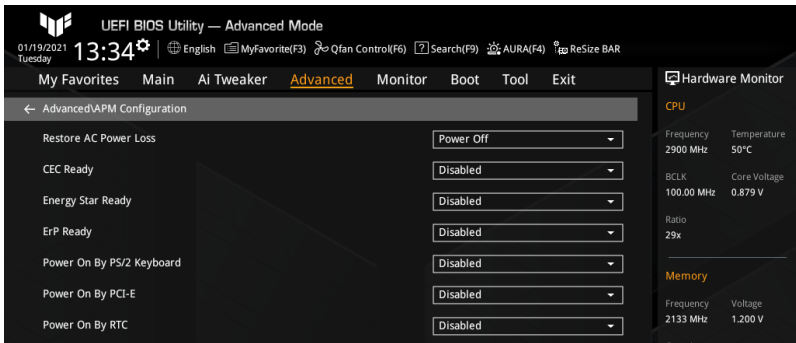 UEFI BIOS Utility — Advanced Mode
01/19/2021 Tuesday 13:34 English MyFavorite(F3) Qfan Control(F6) ? Search(F9) AURA(F4) ReSize BAR
My Favorites Main Ai Tweaker Advanced Monitor Boot Tool Exit
Hardware Monitor
← Advanced\APM Configuration
Restore AC Power Loss Power Off
CEC Ready Disabled
Energy Star Ready Disabled
ErP Ready Disabled
Power On By PS/2 Keyboard Disabled
Power On By PCI-E Disabled
Power On By RTC Disabled
CPU
Frequency Temperature
2900 MHz 50°C
BCLK Core Voltage
100.00 MHz 0.879 V
Ratio
29x
Memory
Frequency Voltage
2133 MHz 1.200 V